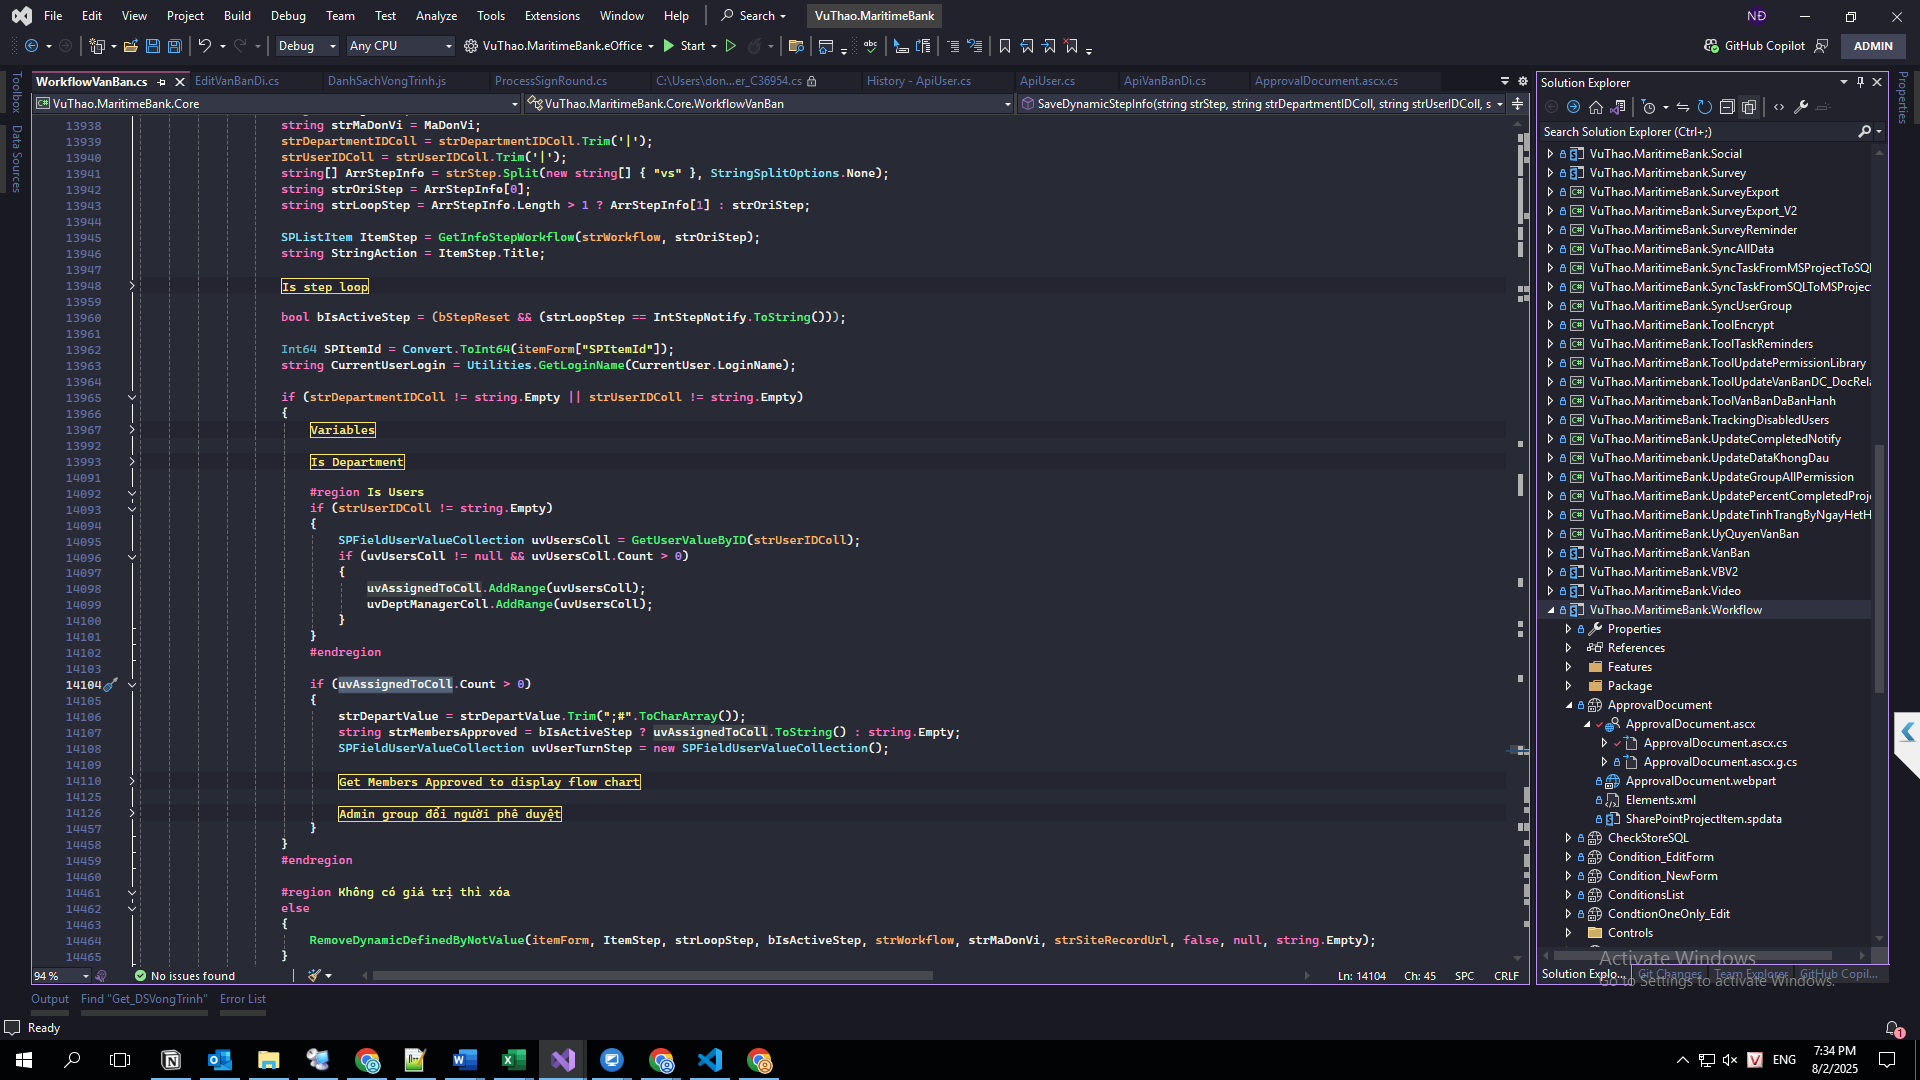 File Edit View Project Build Debug Team Test Analyze Tools Extensions Window Help Search VuThao.MaritimeBank NĐ
Debug Any CPU VuThao.MaritimeBank.eOffice Start GitHub Copilot ADMIN
WorkflowVanBan.cs EditVanBanDi.cs DanhSachVongTrinh.js ProcessSignRound.cs C:\Users\don...er_C36954.cs History - ApiUser.cs ApiUser.cs ApiVanBanDi.cs ApprovalDocument.ascx.cs
VuThao.MaritimeBank.Core VuThao.MaritimeBank.Core.WorkflowVanBan SaveDynamicStepInfo(string strStep, string strDepartmentIDColl, string strUserIDColl, s
Toolbox
Data Sources
13938 string strMaDonVi = MaDonVi;
13939 strDepartmentIDColl = strDepartmentIDColl.Trim('|');
13940 strUserIDColl = strUserIDColl.Trim('|');
13941 string[] ArrStepInfo = strStep.Split(new string[] { "vs" }, StringSplitOptions.None);
13942 string strOriStep = ArrStepInfo[0];
13943 string strLoopStep = ArrStepInfo.Length > 1 ? ArrStepInfo[1] : strOriStep;
13944
13945 SPListItem ItemStep = GetInfoStepWorkflow(strWorkflow, strOriStep);
13946 string StringAction = ItemStep.Title;
13947
13948 Is step loop
13959
13960 bool bIsActiveStep = (bStepReset && (strLoopStep == IntStepNotify.ToString()));
13961
13962 Int64 SPItemId = Convert.ToInt64(itemForm["SPItemId"]);
13963 string CurrentUserLogin = Utilities.GetLoginName(CurrentUser.LoginName);
13964
13965 if (strDepartmentIDColl != string.Empty || strUserIDColl != string.Empty)
13966 {
13967 Variables
13992
13993 Is Department
14091
14092 #region Is Users
14093 if (strUserIDColl != string.Empty)
14094 {
14095 SPFieldUserValueCollection uvUsersColl = GetUserValueByID(strUserIDColl);
14096 if (uvUsersColl != null && uvUsersColl.Count > 0)
14097 {
14098 uvAssignedToColl.AddRange(uvUsersColl);
14099 uvDeptManagerColl.AddRange(uvUsersColl);
14100 }
14101 }
14102 #endregion
14103
14104 if (uvAssignedToColl.Count > 0)
14105 {
14106 strDepartValue = strDepartValue.Trim(";#".ToCharArray());
14107 string strMembersApproved = bIsActiveStep ? uvAssignedToColl.ToString() : string.Empty;
14108 SPFieldUserValueCollection uvUserTurnStep = new SPFieldUserValueCollection();
14109
14110 Get Members Approved to display flow chart
14125
14126 Admin group đổi người phê duyệt
14457 }
14458 }
14459 #endregion
14460
14461 #region Không có giá trị thì xóa
14462 else
14463 {
14464 RemoveDynamicDefinedByNotValue(itemForm, ItemStep, strLoopStep, bIsActiveStep, strWorkflow, strMaDonVi, strSiteRecordUrl, false, null, string.Empty);
14465 }
94 % No issues found Ln: 14104 Ch: 45 SPC CRLF
Solution Explorer
Search Solution Explorer (Ctrl+;)
VuThao.MaritimeBank.Social
VuThao.MaritimeBank.Survey
VuThao.MaritimeBank.SurveyExport
VuThao.MaritimeBank.SurveyExport_V2
VuThao.MaritimeBank.SurveyReminder
VuThao.MaritimeBank.SyncAllData
VuThao.MaritimeBank.SyncTaskFromMSProjectToSQL
VuThao.MaritimeBank.SyncTaskFromSQLToMSProject
VuThao.MaritimeBank.SyncUserGroup
VuThao.MaritimeBank.ToolEncrypt
VuThao.MaritimeBank.ToolTaskReminders
VuThao.MaritimeBank.ToolUpdatePermissionLibrary
VuThao.MaritimeBank.ToolUpdateVanBanDC_DocRela
VuThao.MaritimeBank.ToolVanBanDaBanHanh
VuThao.MaritimeBank.TrackingDisabledUsers
VuThao.MaritimeBank.UpdateCompletedNotify
VuThao.MaritimeBank.UpdateDataKhongDau
VuThao.MaritimeBank.UpdateGroupAllPermission
VuThao.MaritimeBank.UpdatePercentCompletedProje
VuThao.MaritimeBank.UpdateTinhTrangByNgayHetH
VuThao.MaritimeBank.UyQuyenVanBan
VuThao.MaritimeBank.VanBan
VuThao.MaritimeBank.VBV2
VuThao.MaritimeBank.Video
VuThao.MaritimeBank.Workflow
Properties
References
Features
Package
ApprovalDocument
ApprovalDocument.ascx
ApprovalDocument.ascx.cs
ApprovalDocument.ascx.g.cs
ApprovalDocument.webpart
Elements.xml
SharePointProjectItem.spdata
CheckStoreSQL
Condition_EditForm
Condition_NewForm
ConditionsList
CondtionOneOnly_Edit
Controls
Activate Windows
Go to Settings to activate Windows.
Solution Explo... Git Changes Team Explorer GitHub Copil...
Properties
Output Find "Get_DSVongTrinh" Error List
Ready 1
ENG 7:34 PM
8/2/2025